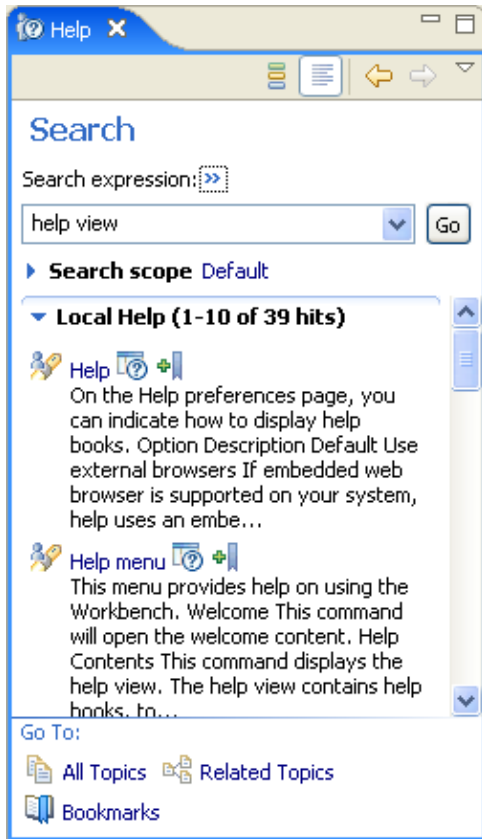 Help
Search
Search expression: >>
help view
Go
Search scope Default
Local Help (1-10 of 39 hits)
Help
On the Help preferences page, you
can indicate how to display help
books. Option Description Default Use
external browsers If embedded web
browser is supported on your system,
help uses an embe...
Help menu
This menu provides help on using the
Workbench. Welcome This command
will open the welcome content. Help
Contents This command displays the
help view. The help view contains help
books, to...
Go To:
All Topics Related Topics
Bookmarks